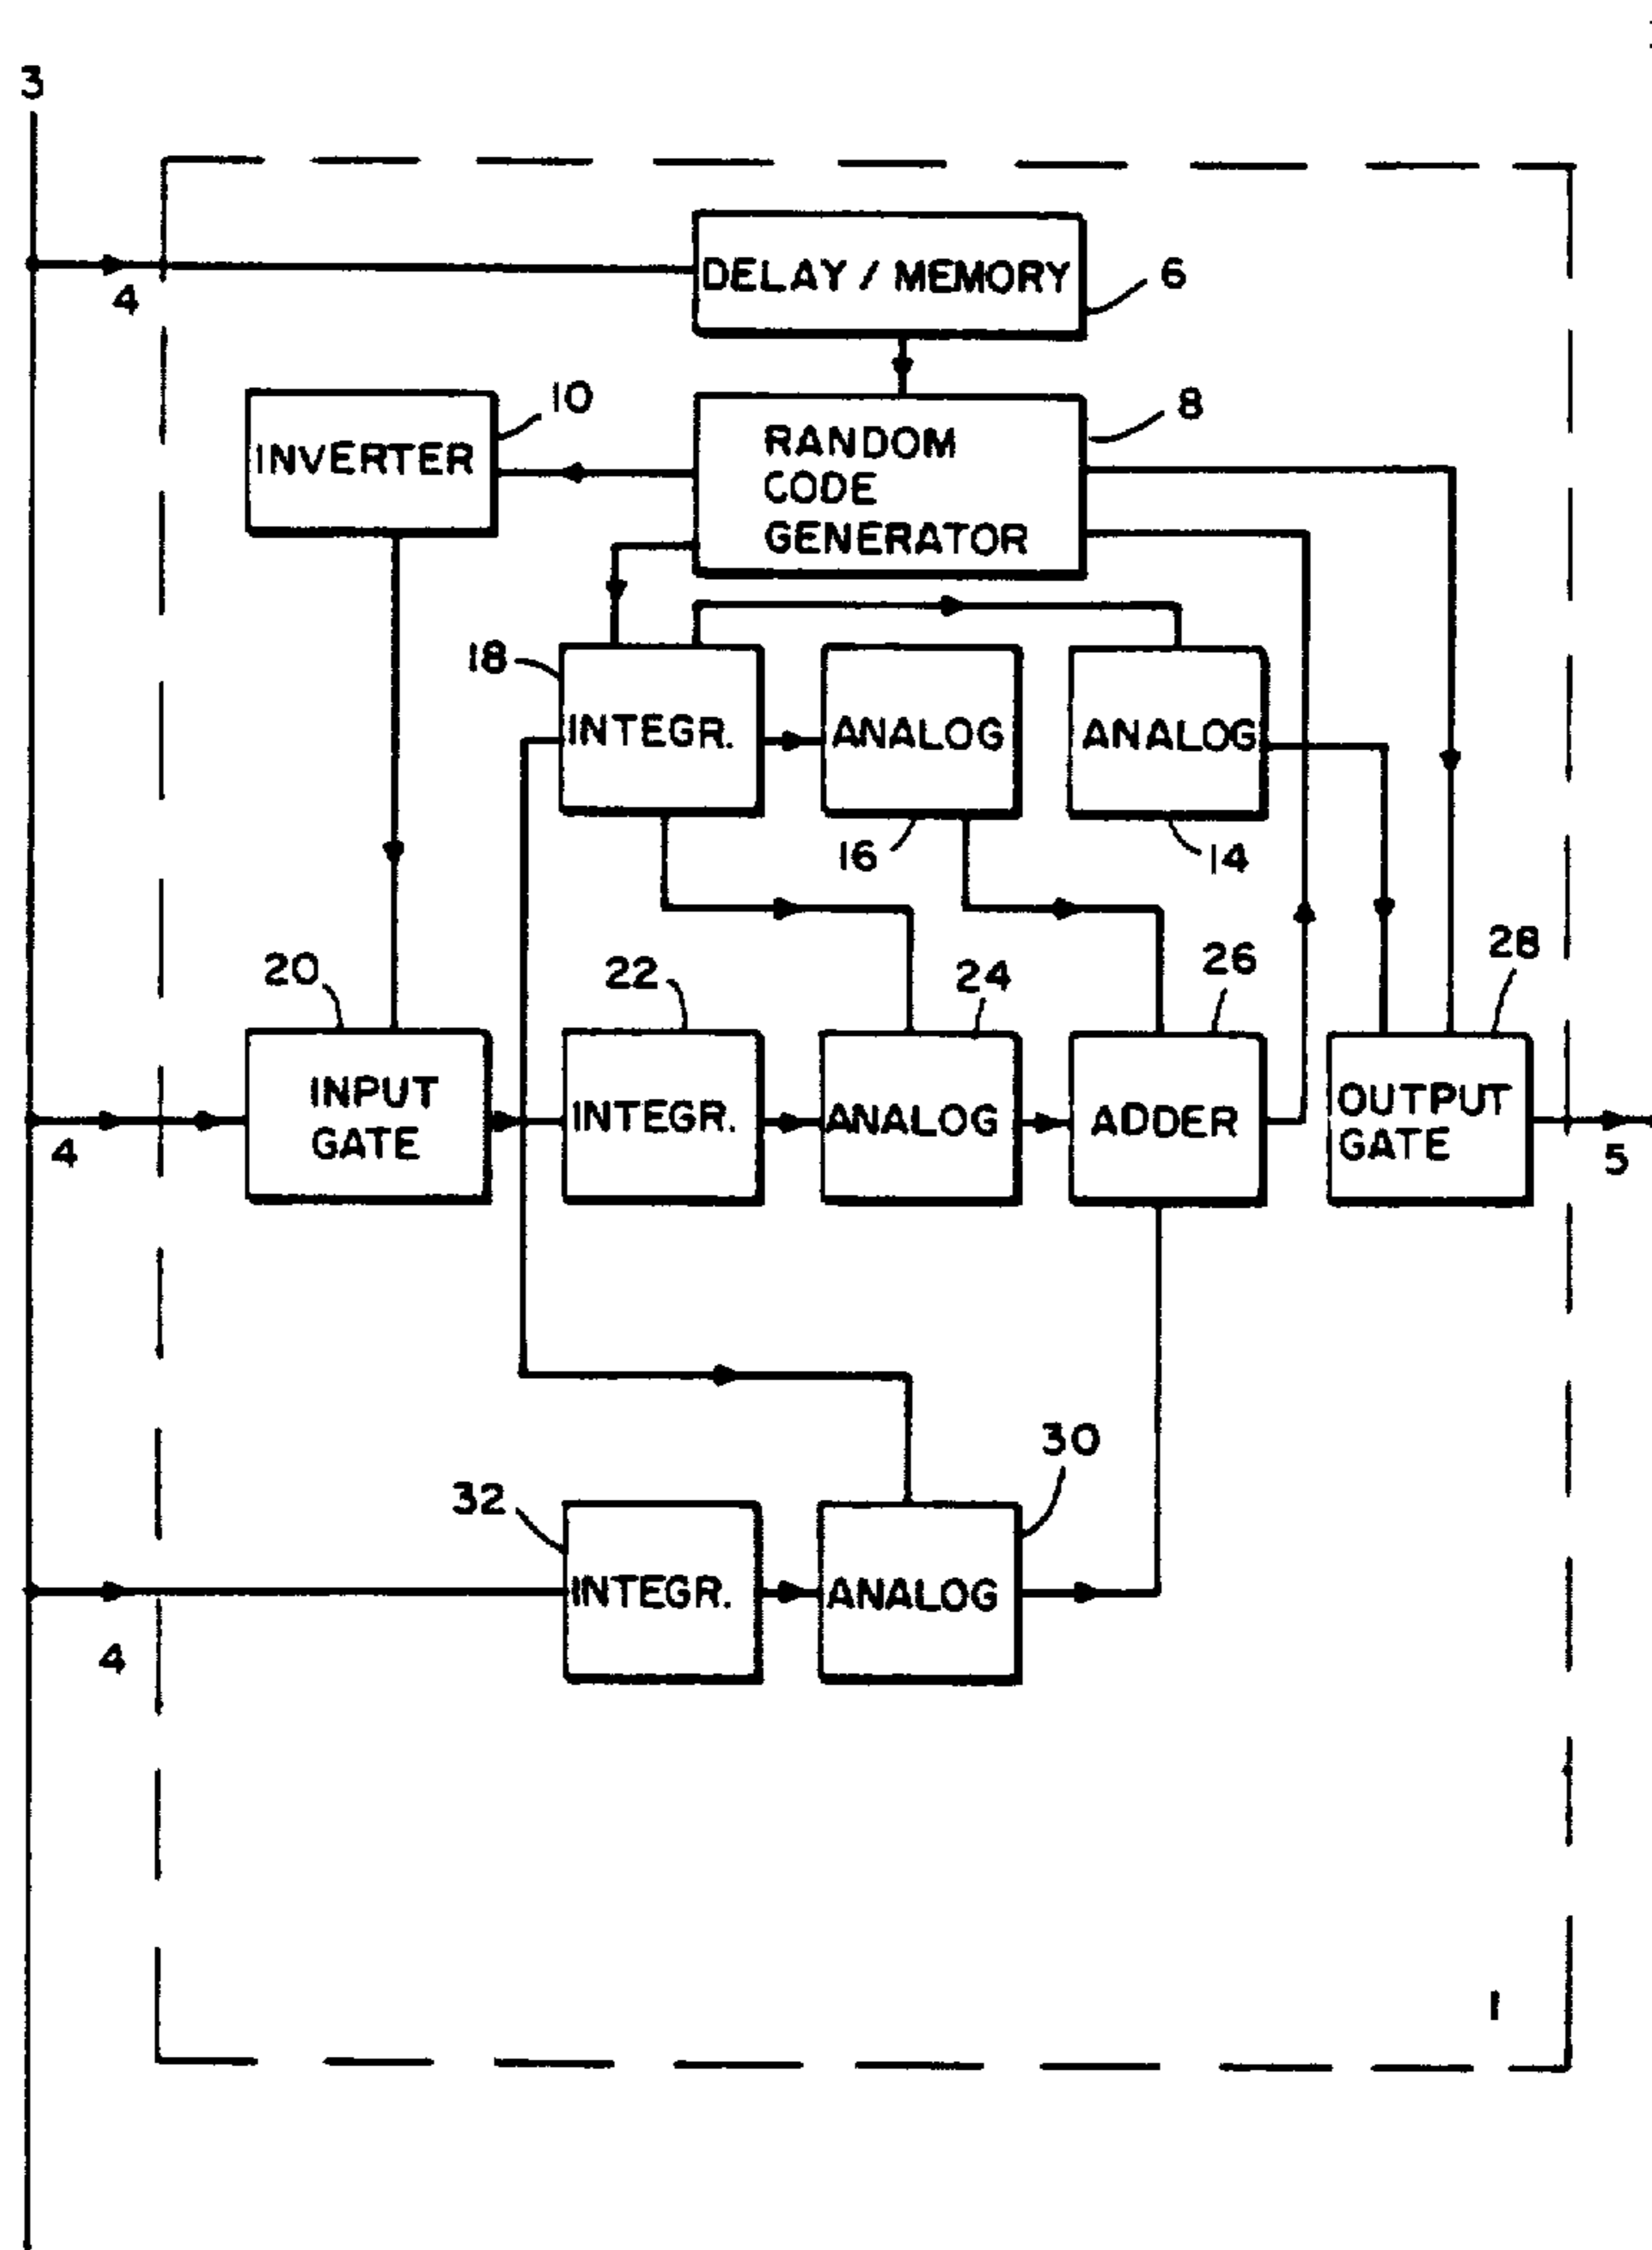 3
4
DELAY / MEMORY
6
INVERTER
10
RANDOM
CODE
GENERATOR
8
18
INTEGR.
ANALOG
16
ANALOG
14
20
INPUT
GATE
22
INTEGR.
24
ANALOG
26
ADDER
28
OUTPUT
GATE
4
5
32
INTEGR.
30
ANALOG
4
1